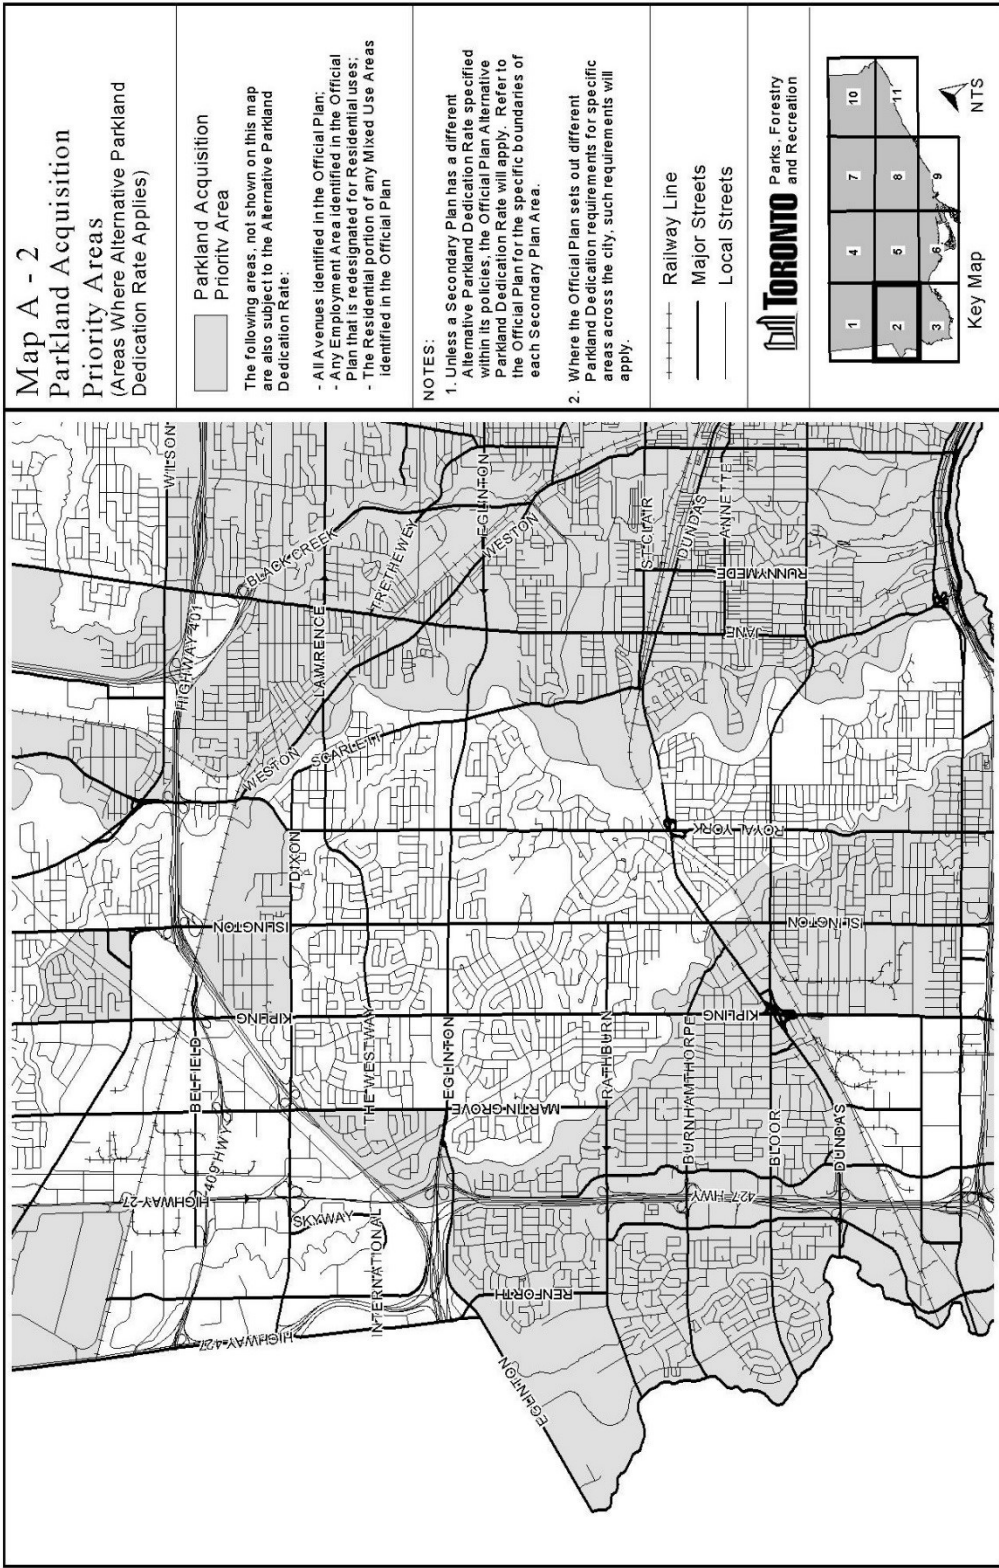 Map A - 2
Parkland Acquisition
Priority Areas
(Areas Where Alternative Parkland
Dedication Rate Applies)
Parkland Acquisition
Priority Area
The following areas, not shown on this map
are also subject to the Alternative Parkland
Dedication Rate:
- All Avenues identified in the Official Plan;
- Any Employment Area identified in the Official
Plan that is redesignated for Residential uses;
- The Residential portion of any Mixed Use Areas
identified in the Official Plan
NOTES:
1. Unless a Secondary Plan has a different
Alternative Parkland Dedication Rate specified
within its policies, the Official Plan Alternative
Parkland Dedication Rate will apply. Refer to
the Official Plan for the specific boundaries of
each Secondary Plan Area.
2. Where the Official Plan sets out different
Parkland Dedication requirements for specific
areas across the city, such requirements will
apply.
Railway Line
Major Streets
Local Streets
TORONTO
Parks, Forestry
and Recreation
1
2
3
4
5
6
7
8
9
10
11
Key Map
NTS
WILSON
HIGHWAY 401
BLACK CREEK
LAWRENCE
TRETHEWEY
EGLINTON
WESTON
ST CLAIR
DUNDAS
ANNETTE
RUNNYMEDE
JANE
WESTON
SCARLETT
DIXON
ROYAL YORK
ISLINGTON
ISLINGTON
KIPLING
KIPLING
BELFIELD
THE WESTWAY
EGLINTON
MARTIN GROVE
RATHBURN
BURNHAMTHORPE
BLOOR
DUNDAS
409 HWY
HIGHWAY 27
427 HWY
SKYWAY
INTERNATIONAL
RENFORTH
HIGHWAY 427
EGLINTON